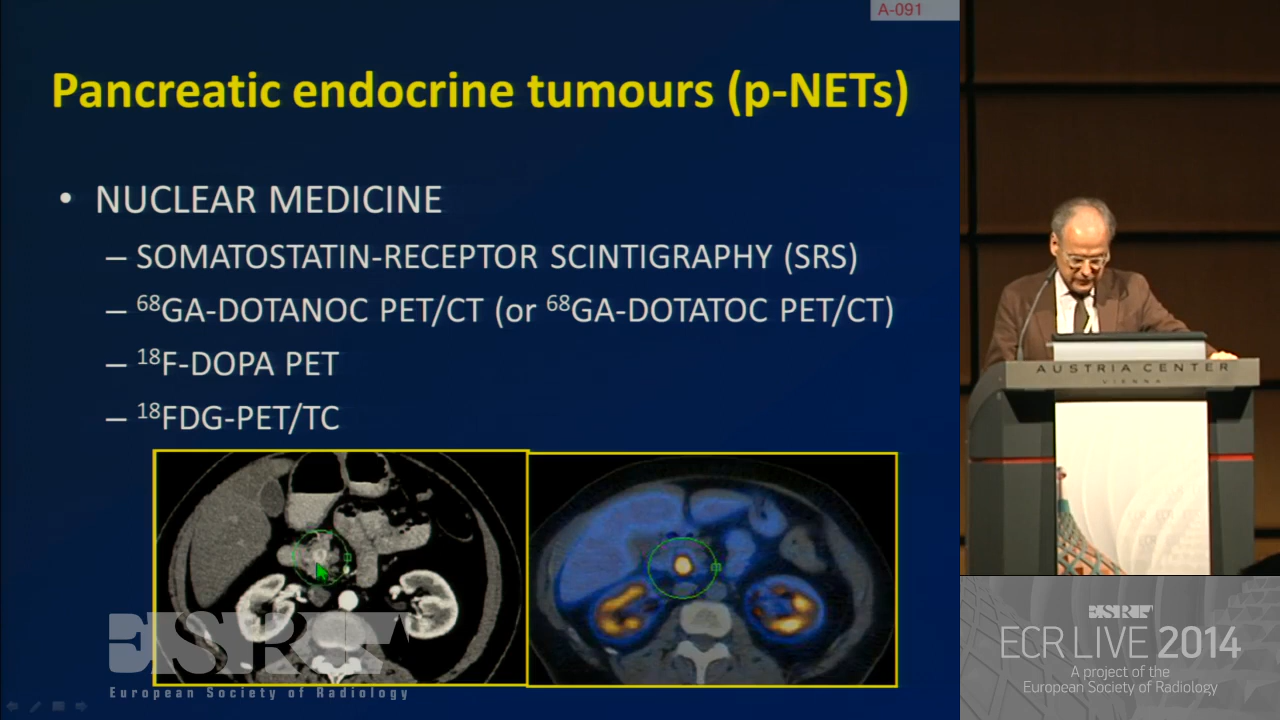 A-091
Pancreatic endocrine tumours (p-NETs)
• NUCLEAR MEDICINE
– SOMATOSTATIN-RECEPTOR SCINTIGRAPHY (SRS)
– ⁶⁸GA-DOTANOC PET/CT (or ⁶⁸GA-DOTATOC PET/CT)
– ¹⁸F-DOPA PET
– ¹⁸FDG-PET/TC
ESR
European Society of Radiology
AUSTRIA CENTER
VIENNA
ESR
ECR LIVE 2014
A project of the
European Society of Radiology